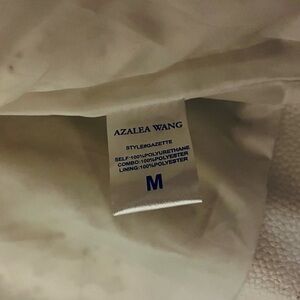 AZALEA WANG
STYLE#GAZETTE
SELF:100%POLYURETHANE
COMBO:100%POLYESTER
LINING:100%POLYESTER
M